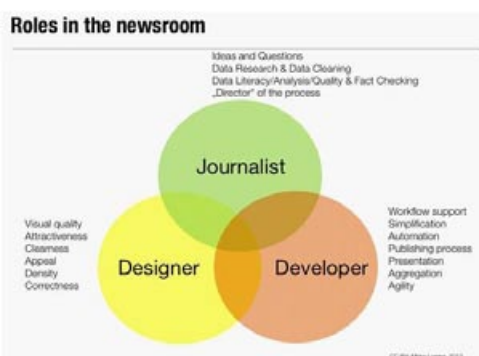 Roles in the newsroom
Ideas and Questions
Data Research & Data Cleaning
Data Literacy/Analysis/Quality & Fact Checking
„Director" of the process
Journalist
Visual quality
Attractiveness
Clearness
Appeal
Density
Correctness
Designer
Developer
Workflow support
Simplification
Automation
Publishing process
Presentation
Aggregation
Agility